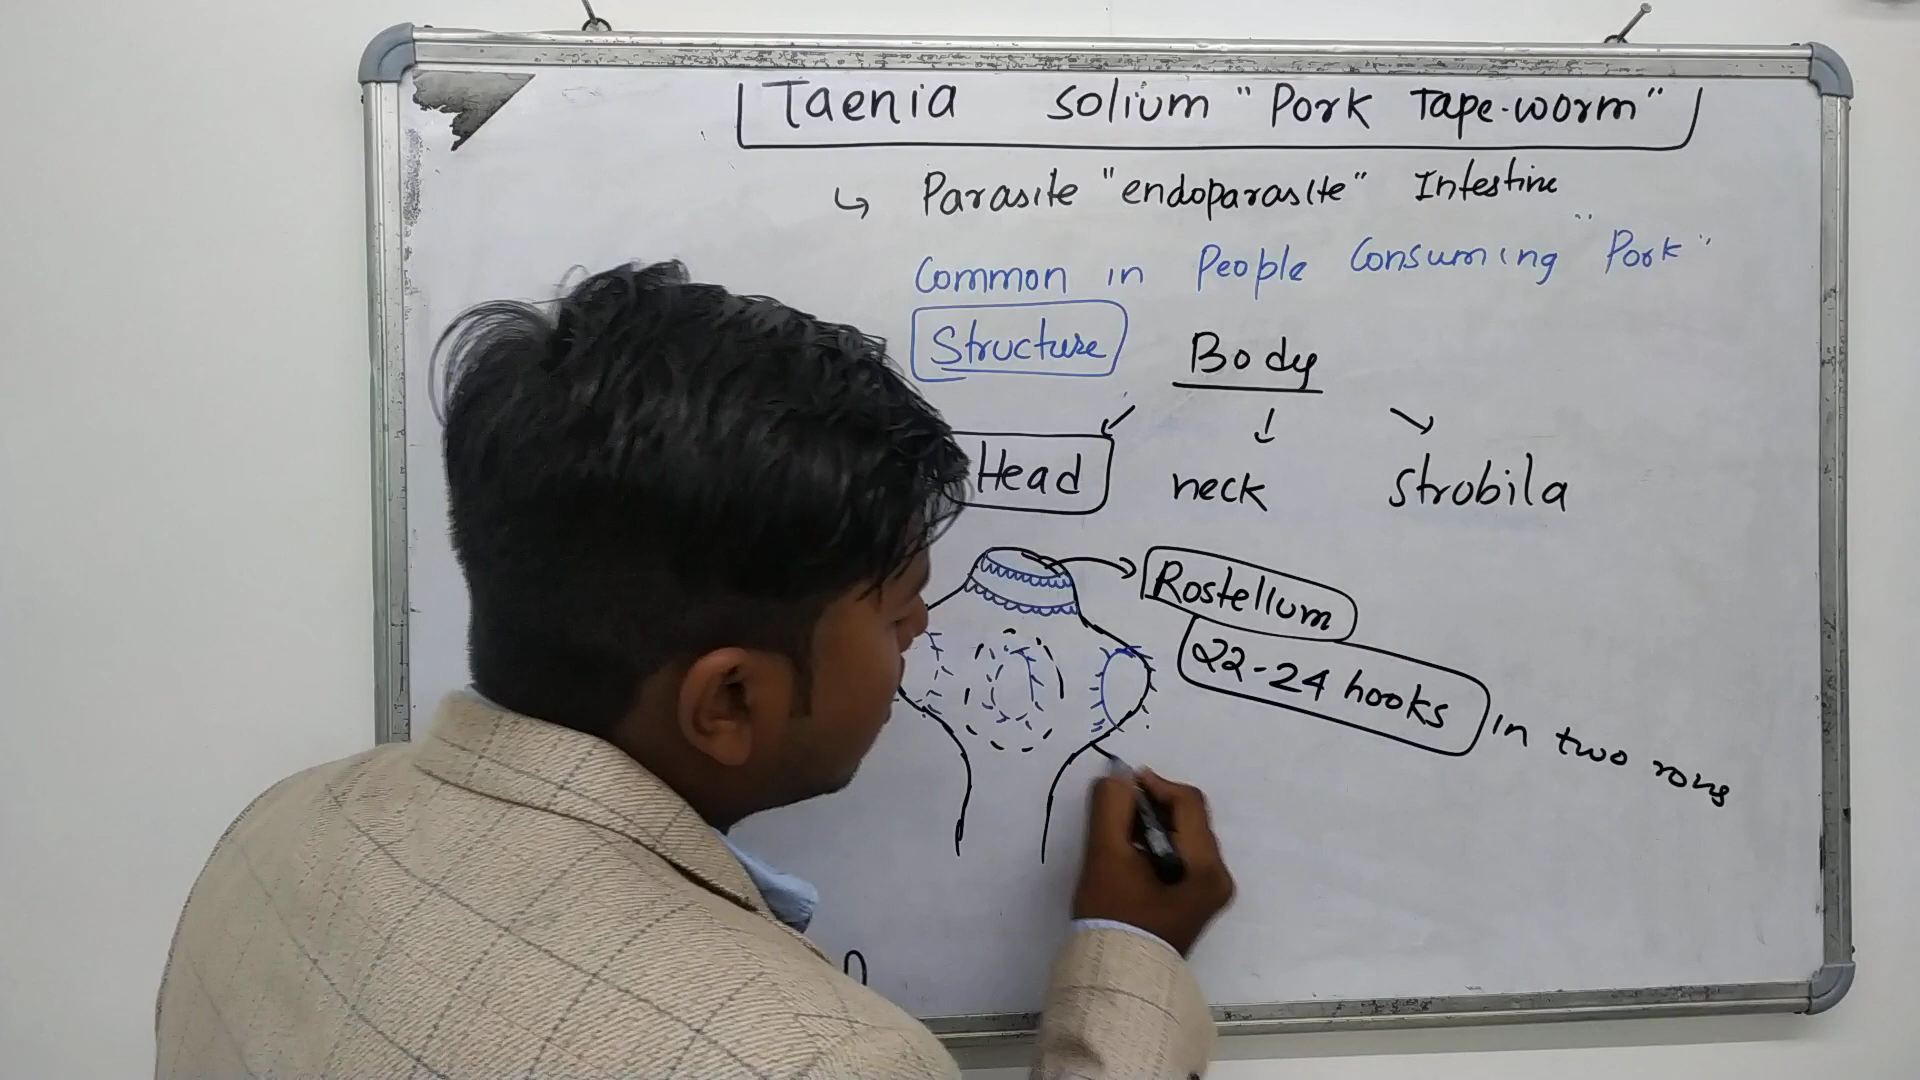 Taenia solium "Pork Tape-worm"
↳ Parasite "endoparasite" Intestine
Common in People Consuming "Pork"
Structure Body
Head neck strobila
Rostellum
22-24 hooks in two rows